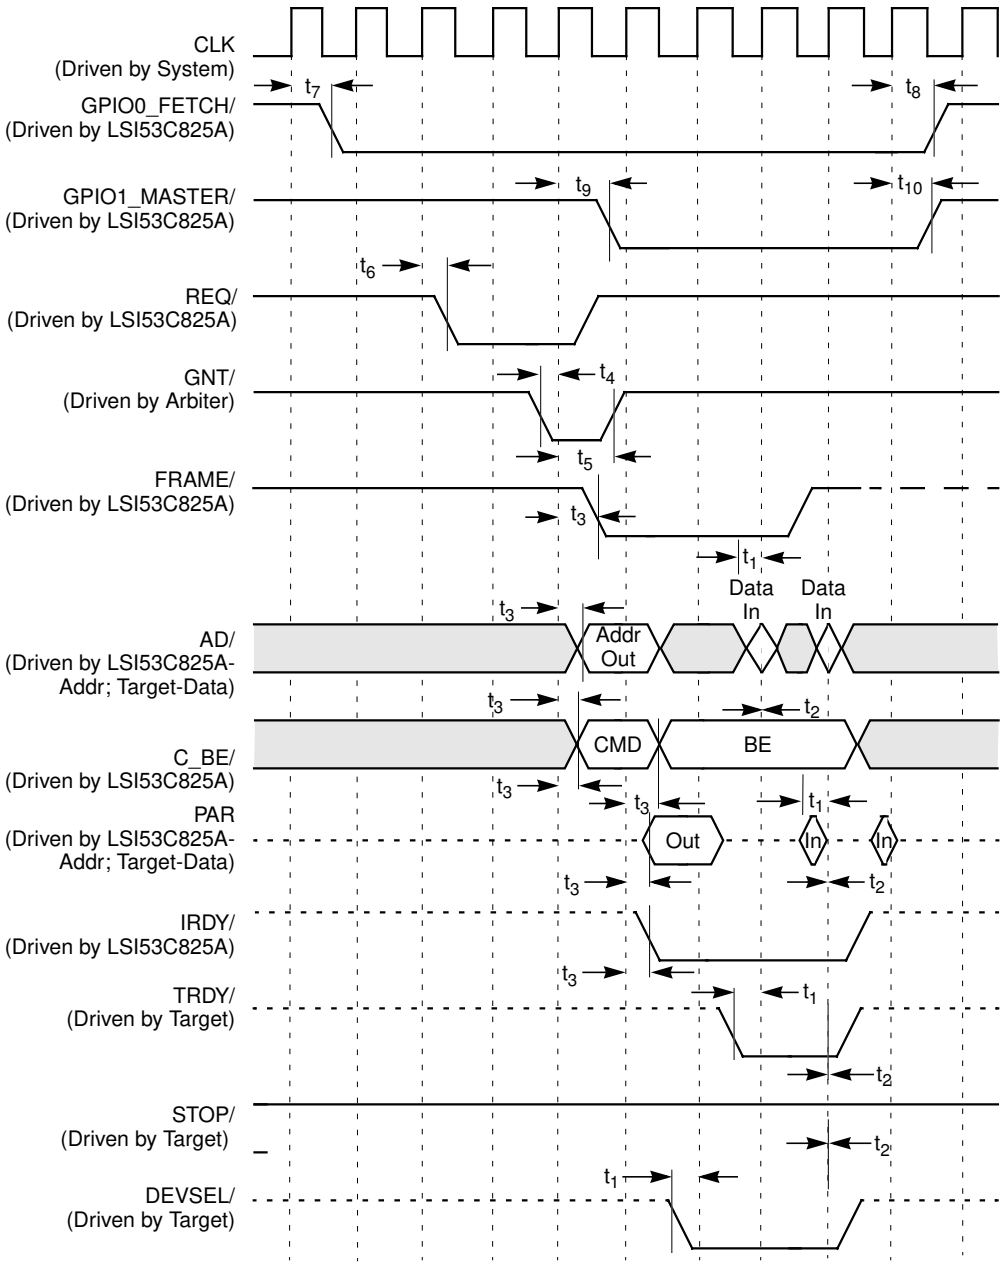 CLK
(Driven by System)
t7
t8
GPIO0_FETCH/
(Driven by LSI53C825A)
t9
t10
GPIO1_MASTER/
(Driven by LSI53C825A)
t6
REQ/
(Driven by LSI53C825A)
t4
GNT/
(Driven by Arbiter)
t5
FRAME/
(Driven by LSI53C825A)
t3
t1
Data
In
Data
In
t3
AD/
(Driven by LSI53C825A-
Addr; Target-Data)
Addr
Out
t3
t2
C_BE/
(Driven by LSI53C825A)
CMD
BE
t3
t3
t1
PAR
(Driven by LSI53C825A-
Addr; Target-Data)
Out
In
In
t3
t2
IRDY/
(Driven by LSI53C825A)
t3
t1
TRDY/
(Driven by Target)
t2
STOP/
(Driven by Target)
t2
t1
DEVSEL/
(Driven by Target)